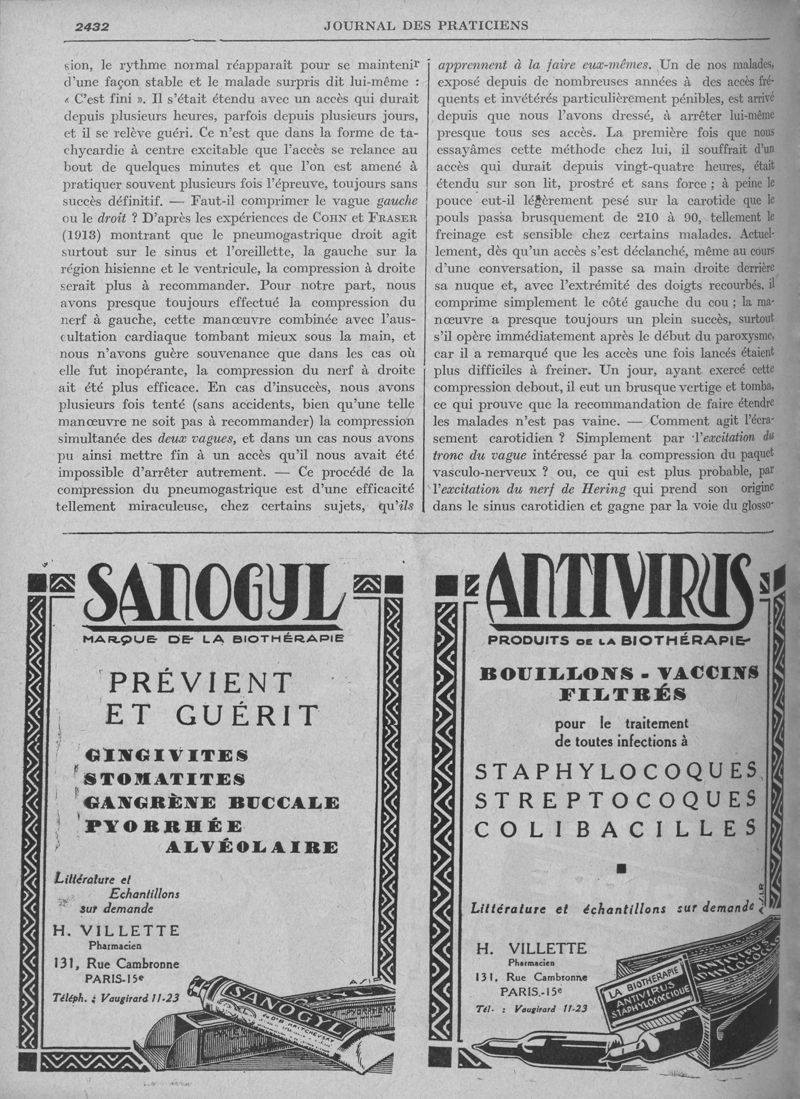 2432
JOURNAL DES PRATICIENS
sion, le rythme normal réapparaît pour se maintenir
d'une façon stable et le malade surpris dit lui-même :
« C'est fini ». Il s'était étendu avec un accès qui durait
depuis plusieurs heures, parfois depuis plusieurs jours,
et il se relève guéri. Ce n'est que dans la forme de ta-
chycardie à centre excitable que l'accès se relance au
bout de quelques minutes et que l'on est amené à
pratiquer souvent plusieurs fois l'épreuve, toujours sans
succès définitif. — Faut-il comprimer le vague gauche
ou le droit ? D'après les expériences de COHN et FRASER
(1913) montrant que le pneumogastrique droit agit
surtout sur le sinus et l'oreillette, la gauche sur la
région hisienne et le ventricule, la compression à droite
serait plus à recommander. Pour notre part, nous
avons presque toujours effectué la compression du
nerf à gauche, cette manœuvre combinée avec l'aus-
cultation cardiaque tombant mieux sous la main, et
nous n'avons guère souvenance que dans les cas où
elle fut inopérante, la compression du nerf à droite
ait été plus efficace. En cas d'insuccès, nous avons
plusieurs fois tenté (sans accidents, bien qu'une telle
manœuvre ne soit pas à recommander) la compression
simultanée des deux vagues, et dans un cas nous avons
pu ainsi mettre fin à un accès qu'il nous avait été
impossible d'arrêter autrement. — Ce procédé de la
compression du pneumogastrique est d'une efficacité
tellement miraculeuse, chez certains sujets, qu'ils
apprennent à la faire eux-mêmes. Un de nos malades,
exposé depuis de nombreuses années à des accès fré-
quents et invétérés particulièrement pénibles, est arrivé
depuis que nous l'avons dressé, à arrêter lui-même
presque tous ses accès. La première fois que nous
essayâmes cette méthode chez lui, il souffrait d'un
accès qui durait depuis vingt-quatre heures, était
étendu sur son lit, prostré et sans force ; à peine le
pouce eut-il légèrement pesé sur la carotide que le
pouls passa brusquement de 210 à 90, tellement le
freinage est sensible chez certains malades. Actuel-
lement, dès qu'un accès s'est déclanché, même au cours
d'une conversation, il passe sa main droite derrière
sa nuque et, avec l'extrémité des doigts recourbés, il
comprime simplement le côté gauche du cou ; la ma-
nœuvre a presque toujours un plein succès, surtout
s'il opère immédiatement après le début du paroxysme,
car il a remarqué que les accès une fois lancés étaient
plus difficiles à freiner. Un jour, ayant exercé cette
compression debout, il eut un brusque vertige et tomba,
ce qui prouve que la recommandation de faire étendre
les malades n'est pas vaine. — Comment agit l'écra-
sement carotidien ? Simplement par l'excitation du
tronc du vague intéressé par la compression du paquet
vasculo-nerveux ? ou, ce qui est plus probable, par
l'excitation du nerf de Hering qui prend son origine
dans le sinus carotidien et gagne par la voie du glosso-
SANOGYL
MARQUE DE LA BIOTHÉRAPIE
PRÉVIENT
ET GUÉRIT
GINGIVITES
STOMATITES
GANGRÈNE BUCCALE
PYORRHÉE
ALVÉOLAIRE
Littérature et
Echantillons
sur demande
H. VILLETTE
Pharmacien
131, Rue Cambronne
PARIS-15e
Téléph. : Vaugirard 11-23
SANOGYL
ANTIVIRUS
PRODUITS DE LA BIOTHÉRAPIE
BOUILLONS - VACCINS
FILTRÉS
pour le traitement
de toutes infections à
STAPHYLOCOQUES
STREPTOCOQUES
COLIBACILLES
Littérature et échantillons sur demande
H. VILLETTE
Pharmacien
131, Rue Cambronne
PARIS.-15e
Tél. : Vaugirard 11-23
LA BIOTHERAPIE
ANTIVIRUS
STAPHYLOCOCCIQUE